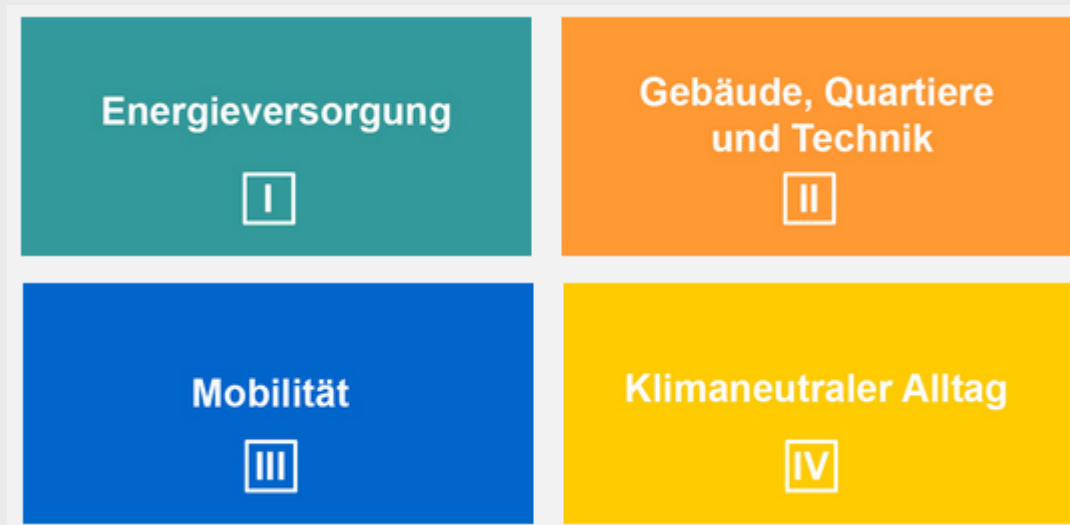 Energieversorgung
I
Gebäude, Quartiere
und Technik
II
Mobilität
III
Klimaneutraler Alltag
IV